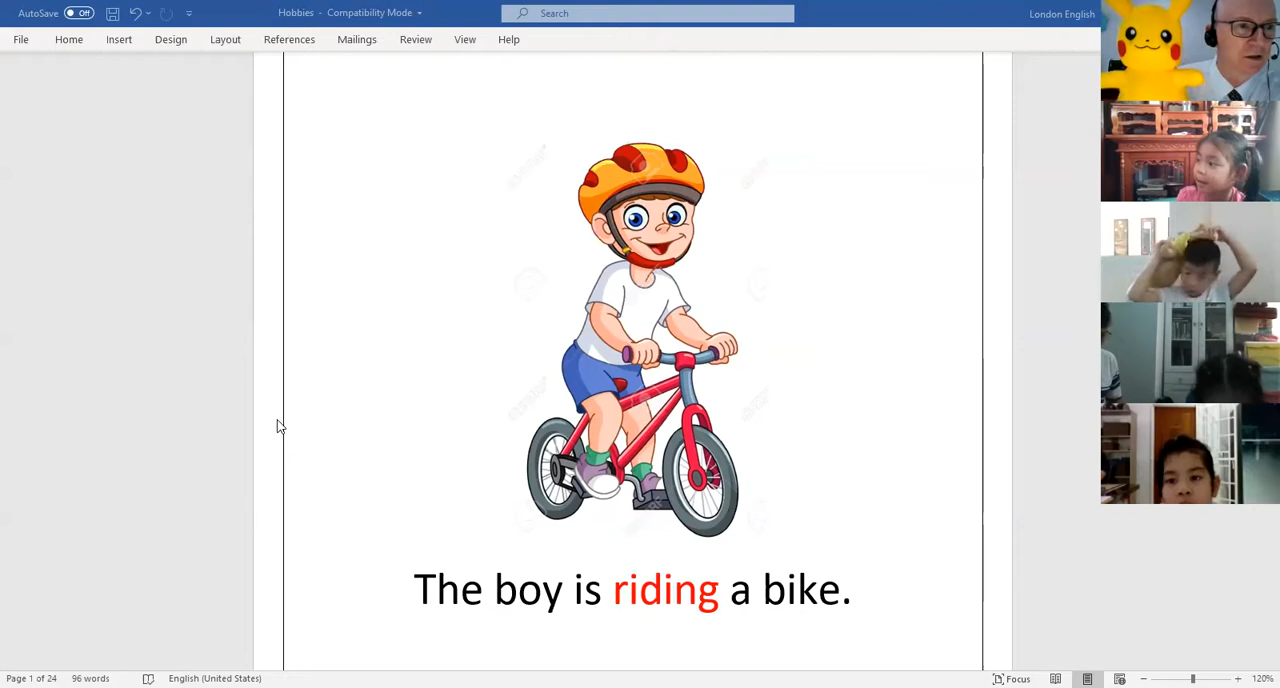 AutoSave Off Hobbies - Compatibility Mode Search London English
File Home Insert Design Layout References Mailings Review View Help
The boy is riding a bike.
Page 1 of 24 96 words English (United States) Focus 120%